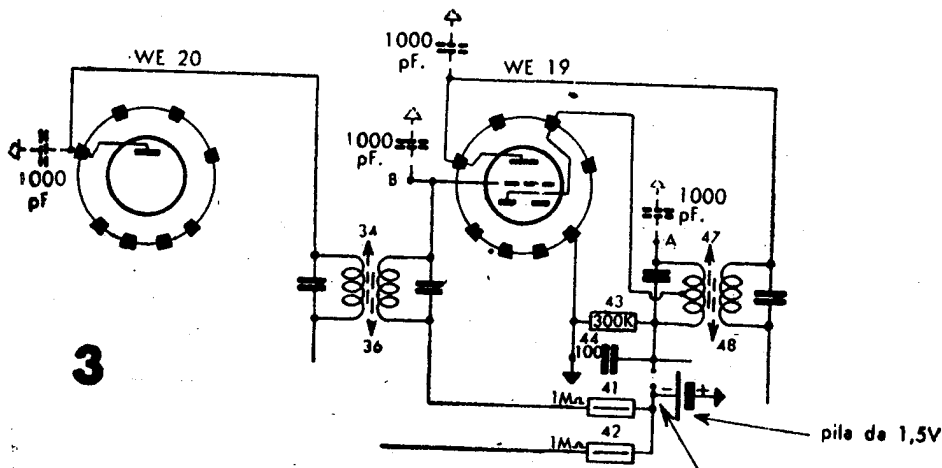 1000
pF.
WE 20
WE 19
1000
pF.
B
1000
pF
1000
pF.
A
47
34
36
43
300K
44
100
48
3
41
1MΩ
42
1MΩ
-
+
pila da 1,5V